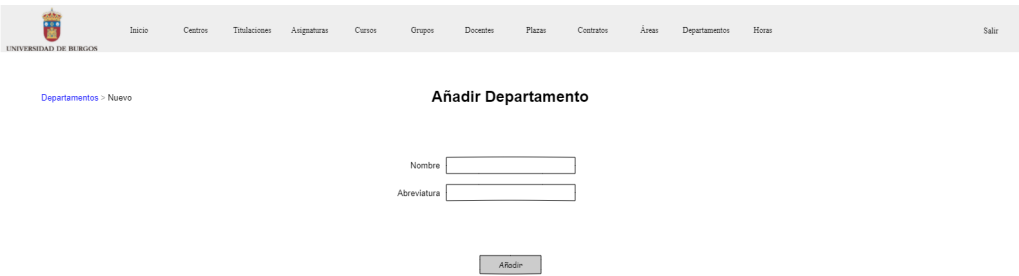 Inicio Centros Titulaciones Asignaturas Cursos Grupos Docentes Plazas Contratos Áreas Departamentos Horas Salir
UNIVERSIDAD DE BURGOS
Departamentos > Nuevo
Añadir Departamento
Nombre
Abreviatura
Añadir